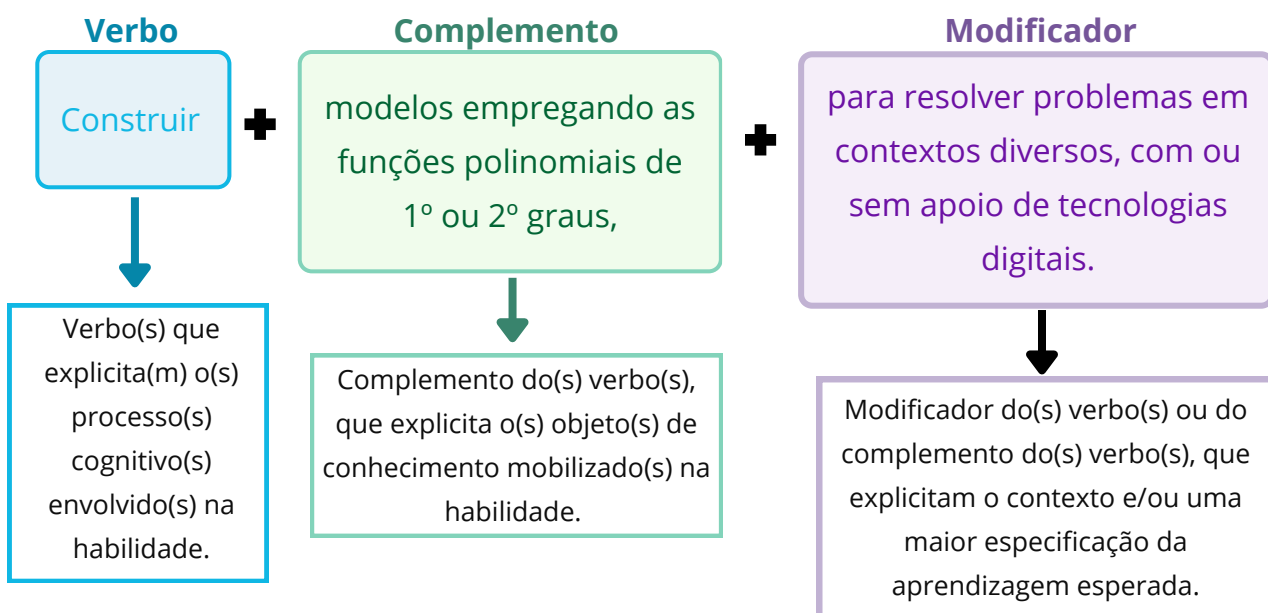 Verbo
Construir
Verbo(s) que
explicita(m) o(s)
processo(s)
cognitivo(s)
envolvido(s) na
habilidade.
Complemento
modelos empregando as
funções polinomiais de
1º ou 2º graus,
Complemento do(s) verbo(s),
que explicita o(s) objeto(s) de
conhecimento mobilizado(s) na
habilidade.
Modificador
para resolver problemas em
contextos diversos, com ou
sem apoio de tecnologias
digitais.
Modificador do(s) verbo(s) ou do
complemento do(s) verbo(s), que
explicitam o contexto e/ou uma
maior especificação da
aprendizagem esperada.